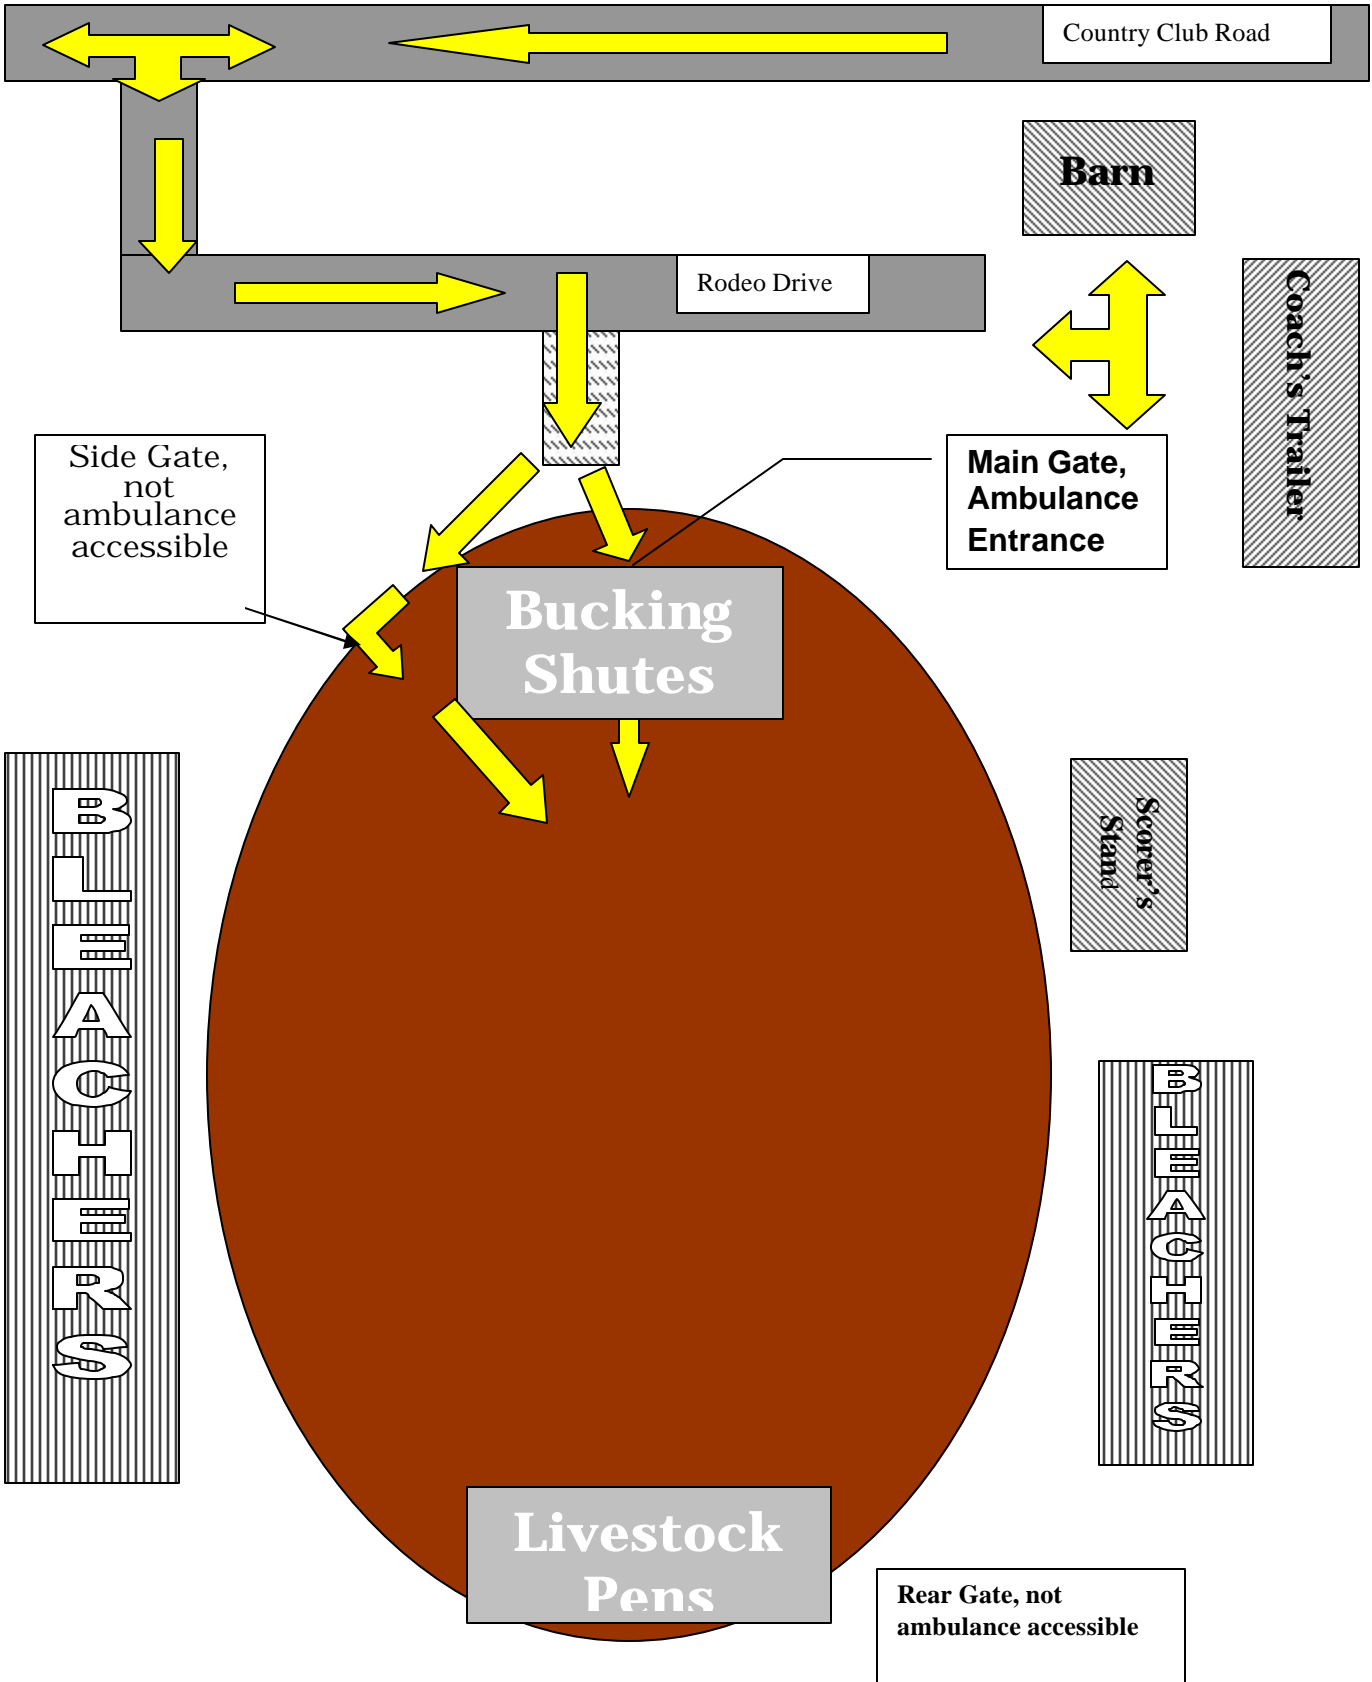 Country Club Road
Barn
Rodeo Drive
Coach's Trailer
Side Gate,
not
ambulance
accessible
Main Gate,
Ambulance
Entrance
Bucking
Shutes
BLEACHERS
Scorer's
Stand
BLEACHERS
Livestock
Pens
Rear Gate, not
ambulance accessible